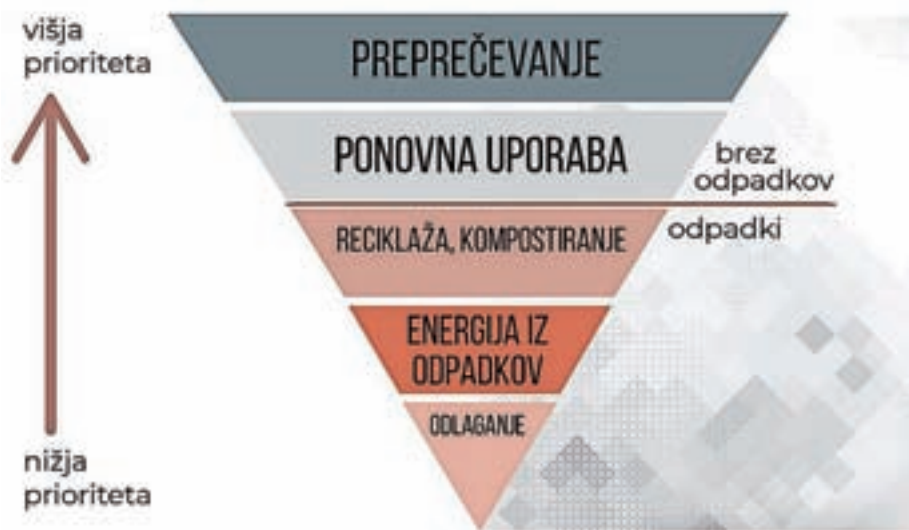 višja
prioriteta
PREPREČEVANJE
PONOVNA UPORABA
brez
odpadkov
odpadki
RECIKLAŽA, KOMPOSTIRANJE
ENERGIJA IZ
ODPADKOV
ODLAGANJE
nižja
prioriteta